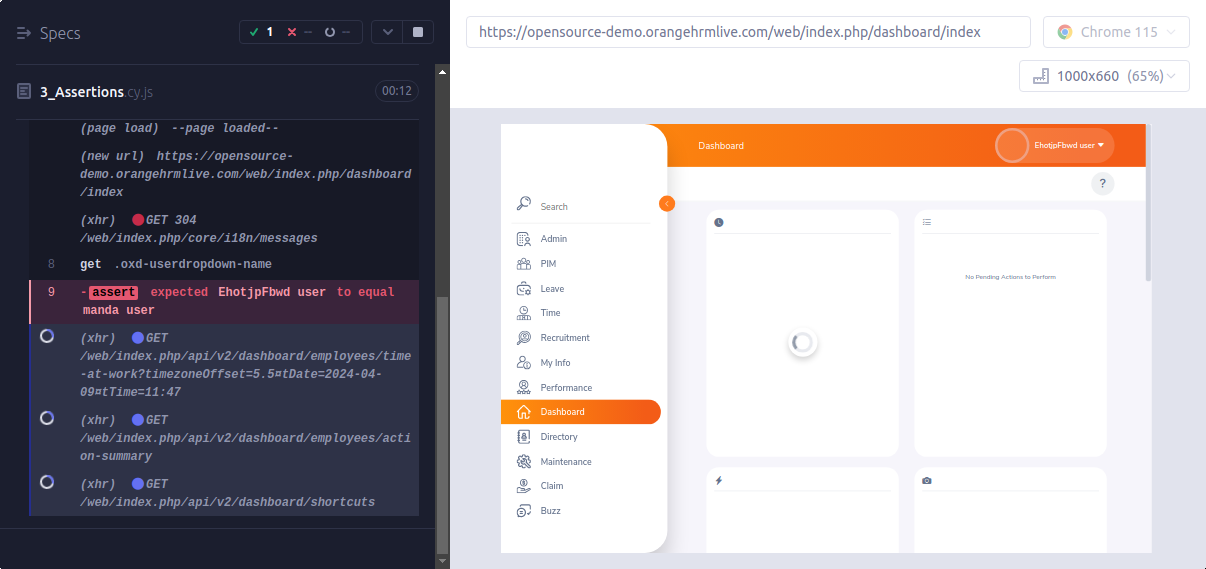 Specs
1
--
--
3_Assertions.cy.js
00:12
(page load) --page loaded--
(new url) https://opensource-
demo.orangehrmlive.com/web/index.php/dashboard
/index
(xhr) GET 304
/web/index.php/core/i18n/messages
8 get .oxd-userdropdown-name
9 -assert expected EhotjpFbwd user to equal
manda user
(xhr) GET
/web/index.php/api/v2/dashboard/employees/time
-at-work?timezoneOffset=5.5¤tDate=2024-04-
09¤tTime=11:47
(xhr) GET
/web/index.php/api/v2/dashboard/employees/acti
on-summary
(xhr) GET
/web/index.php/api/v2/dashboard/shortcuts
https://opensource-demo.orangehrmlive.com/web/index.php/dashboard/index
Chrome 115
1000x660 (65%)
Dashboard
EhotjpFbwd user
?
Search
Admin
PIM
Leave
Time
Recruitment
My Info
Performance
Dashboard
Directory
Maintenance
Claim
Buzz
No Pending Actions to Perform